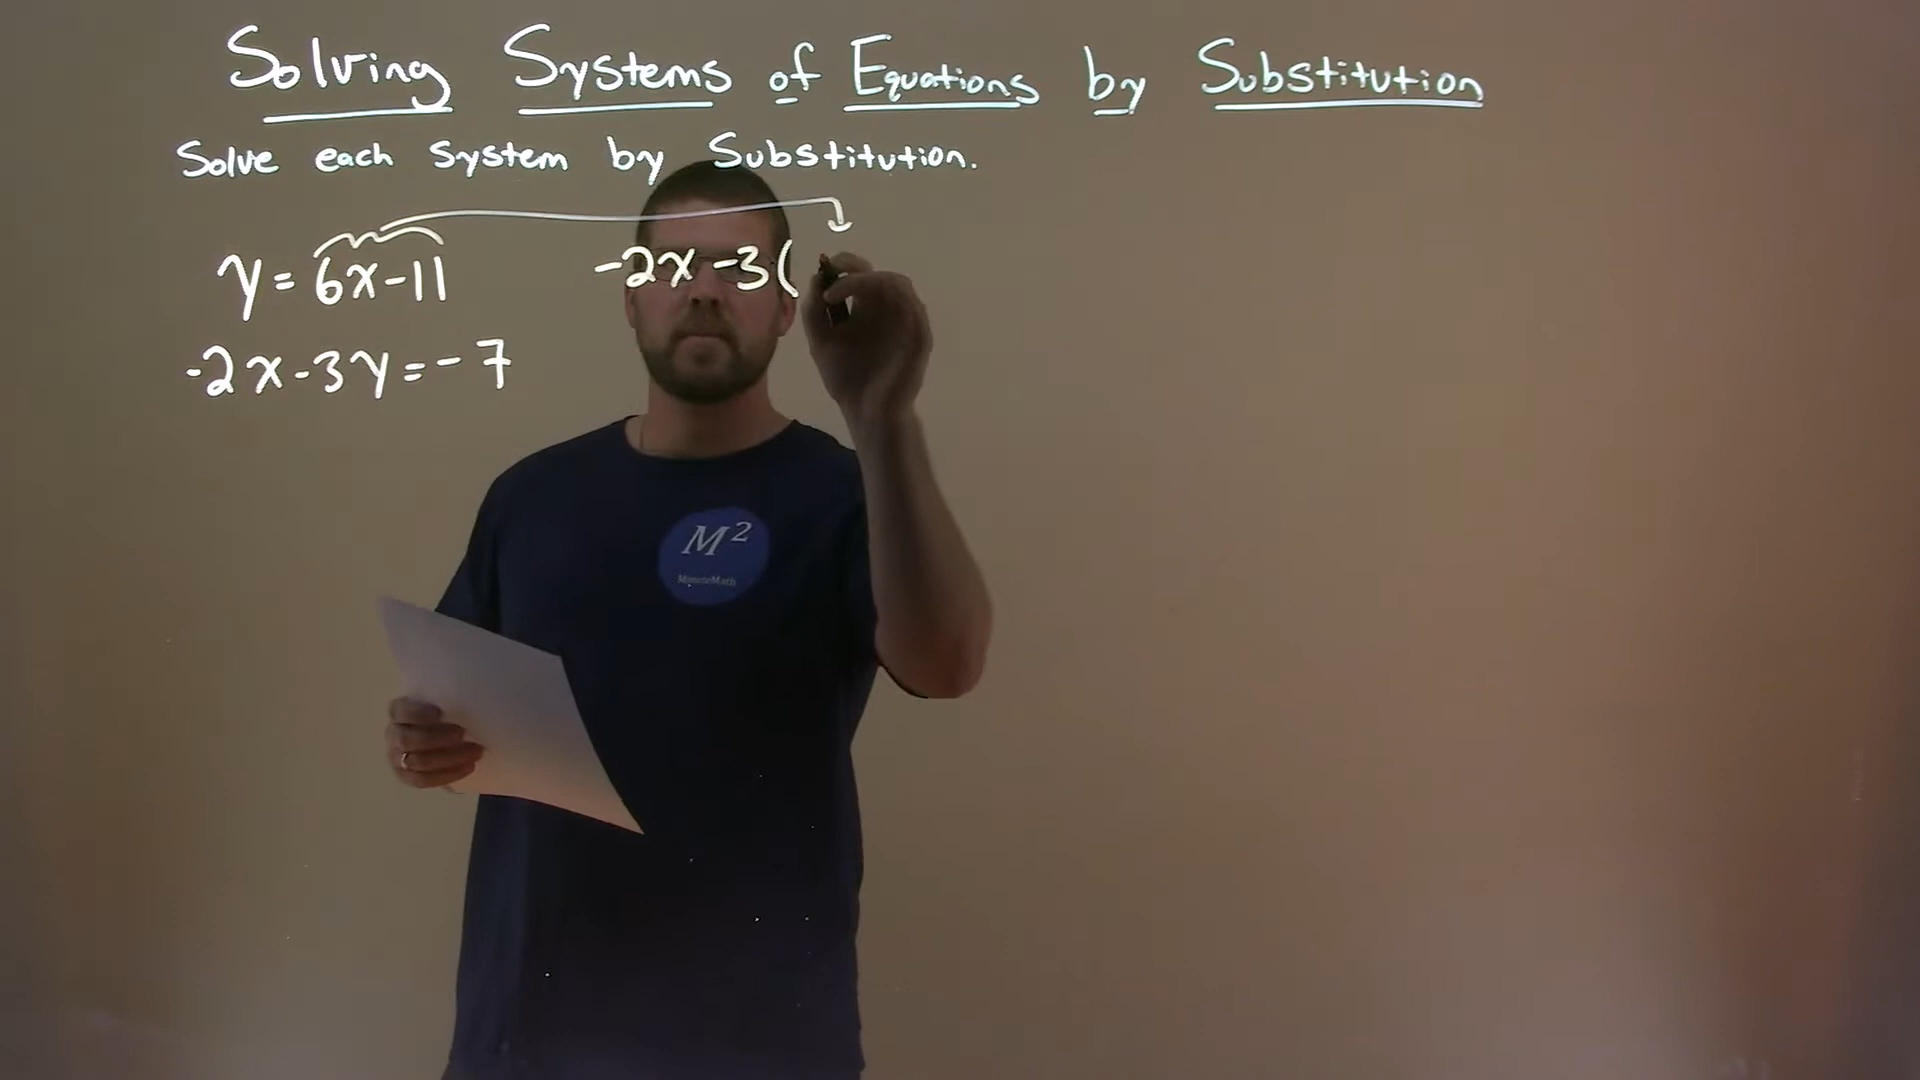 Solving Systems of Equations by Substitution
Solve each System by Substitution.
y = 6x - 11
-2x - 3y = -7
-2x - 3(
M²
MinuteMath